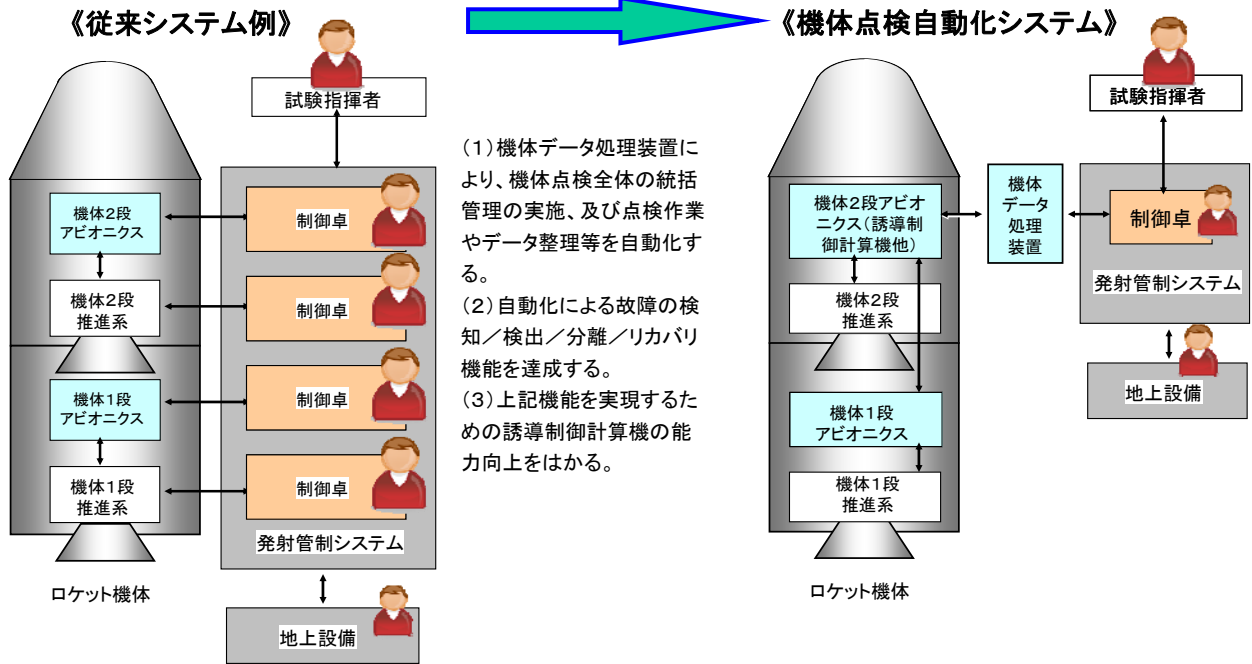 《従来システム例》
試験指揮者
機体2段
アビオニクス
機体2段
推進系
機体1段
アビオニクス
機体1段
推進系
ロケット機体
制御卓
制御卓
制御卓
制御卓
発射管制システム
地上設備
(1)機体データ処理装置に
より、機体点検全体の統括
管理の実施、及び点検作業
やデータ整理等を自動化す
る。
(2)自動化による故障の検
知/検出/分離/リカバリ
機能を達成する。
(3)上記機能を実現するた
めの誘導制御計算機の能
力向上をはかる。
《機体点検自動化システム》
試験指揮者
機体2段アビオ
ニクス(誘導制
御計算機他)
機体2段
推進系
機体1段
アビオニクス
機体1段
推進系
ロケット機体
機体
データ
処理
装置
制御卓
発射管制システム
地上設備